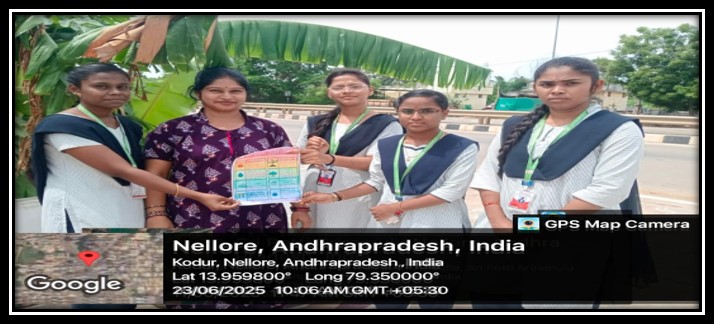 GPS Map Camera
Nellore, Andhrapradesh, India
Kodur, Nellore, Andhrapradesh., India
Lat 13.959800° Long 79.350000°
23/06/2025 10:06 AM GMT +05:30
Google